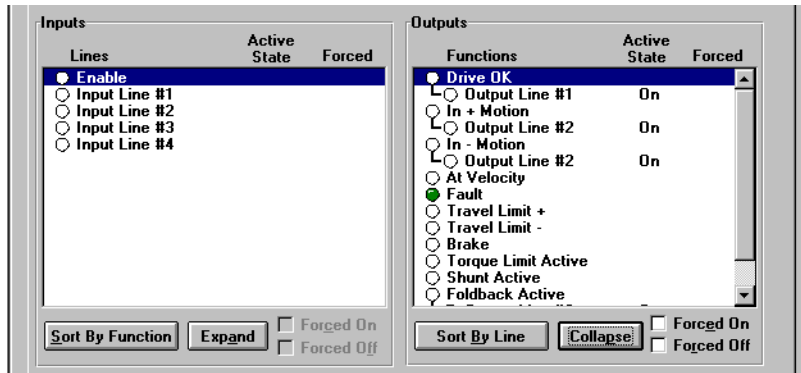 Inputs
Lines Active State Forced
Enable
Input Line #1
Input Line #2
Input Line #3
Input Line #4
Sort By Function Expand Forced On
Forced Off
Outputs
Functions Active State Forced
Drive OK
Output Line #1 On
In + Motion
Output Line #2 On
In - Motion
Output Line #2 On
At Velocity
Fault
Travel Limit +
Travel Limit -
Brake
Torque Limit Active
Shunt Active
Foldback Active
Sort By Line Collapse Forced On
Forced Off